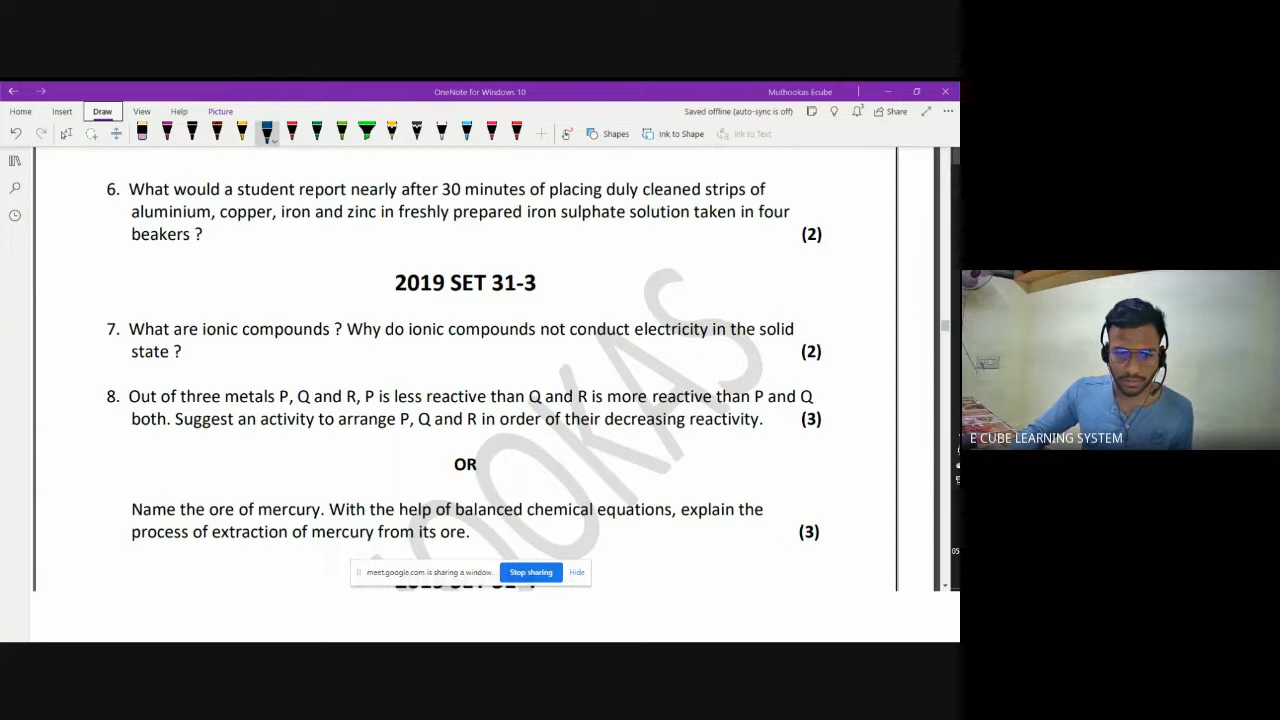 OneNote for Windows 10
Muthookas Ecube
Home Insert Draw View Help Picture
Saved offline (auto-sync is off)
Share
Shapes
Ink to Shape
Ink to Text
6. What would a student report nearly after 30 minutes of placing duly cleaned strips of
aluminium, copper, iron and zinc in freshly prepared iron sulphate solution taken in four
beakers ? (2)
2019 SET 31-3
7. What are ionic compounds ? Why do ionic compounds not conduct electricity in the solid
state ? (2)
8. Out of three metals P, Q and R, P is less reactive than Q and R is more reactive than P and Q
both. Suggest an activity to arrange P, Q and R in order of their decreasing reactivity. (3)
OR
Name the ore of mercury. With the help of balanced chemical equations, explain the
process of extraction of mercury from its ore. (3)
OOKAS
meet.google.com is sharing a window. Stop sharing Hide
E CUBE LEARNING SYSTEM
05